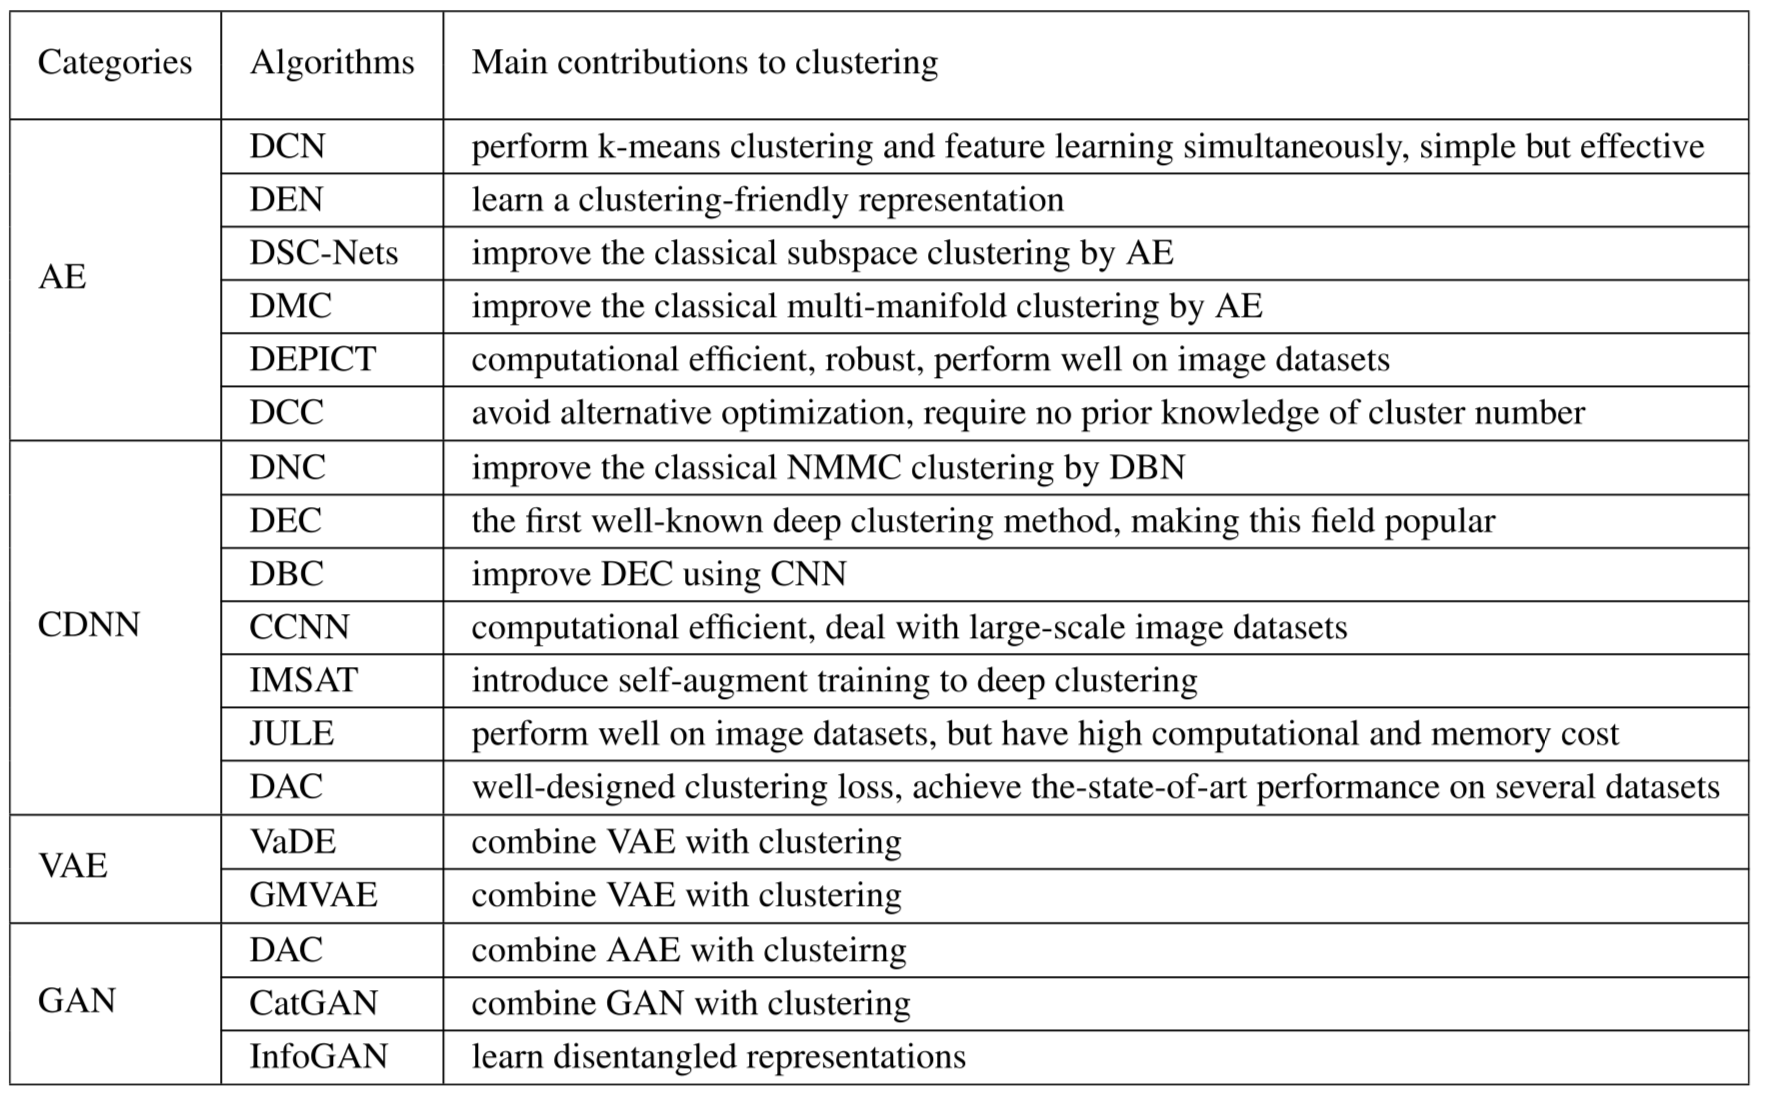 Categories Algorithms Main contributions to clustering
AE
DCN perform k-means clustering and feature learning simultaneously, simple but effective
DEN learn a clustering-friendly representation
DSC-Nets improve the classical subspace clustering by AE
DMC improve the classical multi-manifold clustering by AE
DEPICT computational efficient, robust, perform well on image datasets
DCC avoid alternative optimization, require no prior knowledge of cluster number
CDNN
DNC improve the classical NMMC clustering by DBN
DEC the first well-known deep clustering method, making this field popular
DBC improve DEC using CNN
CCNN computational efficient, deal with large-scale image datasets
IMSAT introduce self-augment training to deep clustering
JULE perform well on image datasets, but have high computational and memory cost
DAC well-designed clustering loss, achieve the-state-of-art performance on several datasets
VAE
VaDE combine VAE with clustering
GMVAE combine VAE with clustering
GAN
DAC combine AAE with clusteirng
CatGAN combine GAN with clustering
InfoGAN learn disentangled representations